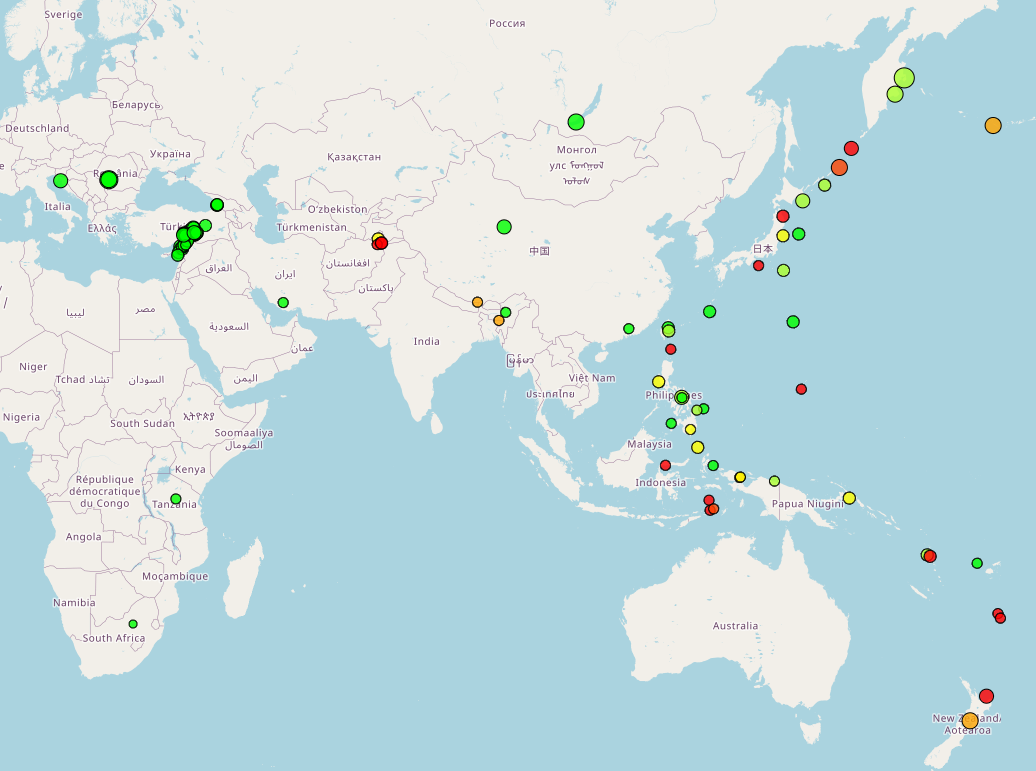 Sverige
Россия
Беларусь
Deutschland
Україна
Қазақстан
Монгол
улс
România
Italia
Oʻzbekiston
Türkmenistan
Ελλάς
中国
日本
العراق
افغانستان
ایران
پاکستان
ليبيا
مصر
السعودية
India
عمان
Niger
Tchad تشاد
السودان
اليمن
Việt Nam
ประเทศไทย
Philippines
Nigeria
South Sudan
ኢትዮጵያ
Soomaaliya
الصومال
Malaysia
Kenya
République
démocratique
du Congo
Indonesia
Tanzania
Papua Niugini
Angola
Moçambique
Namibia
South Africa
Australia
New Zealand/
Aotearoa